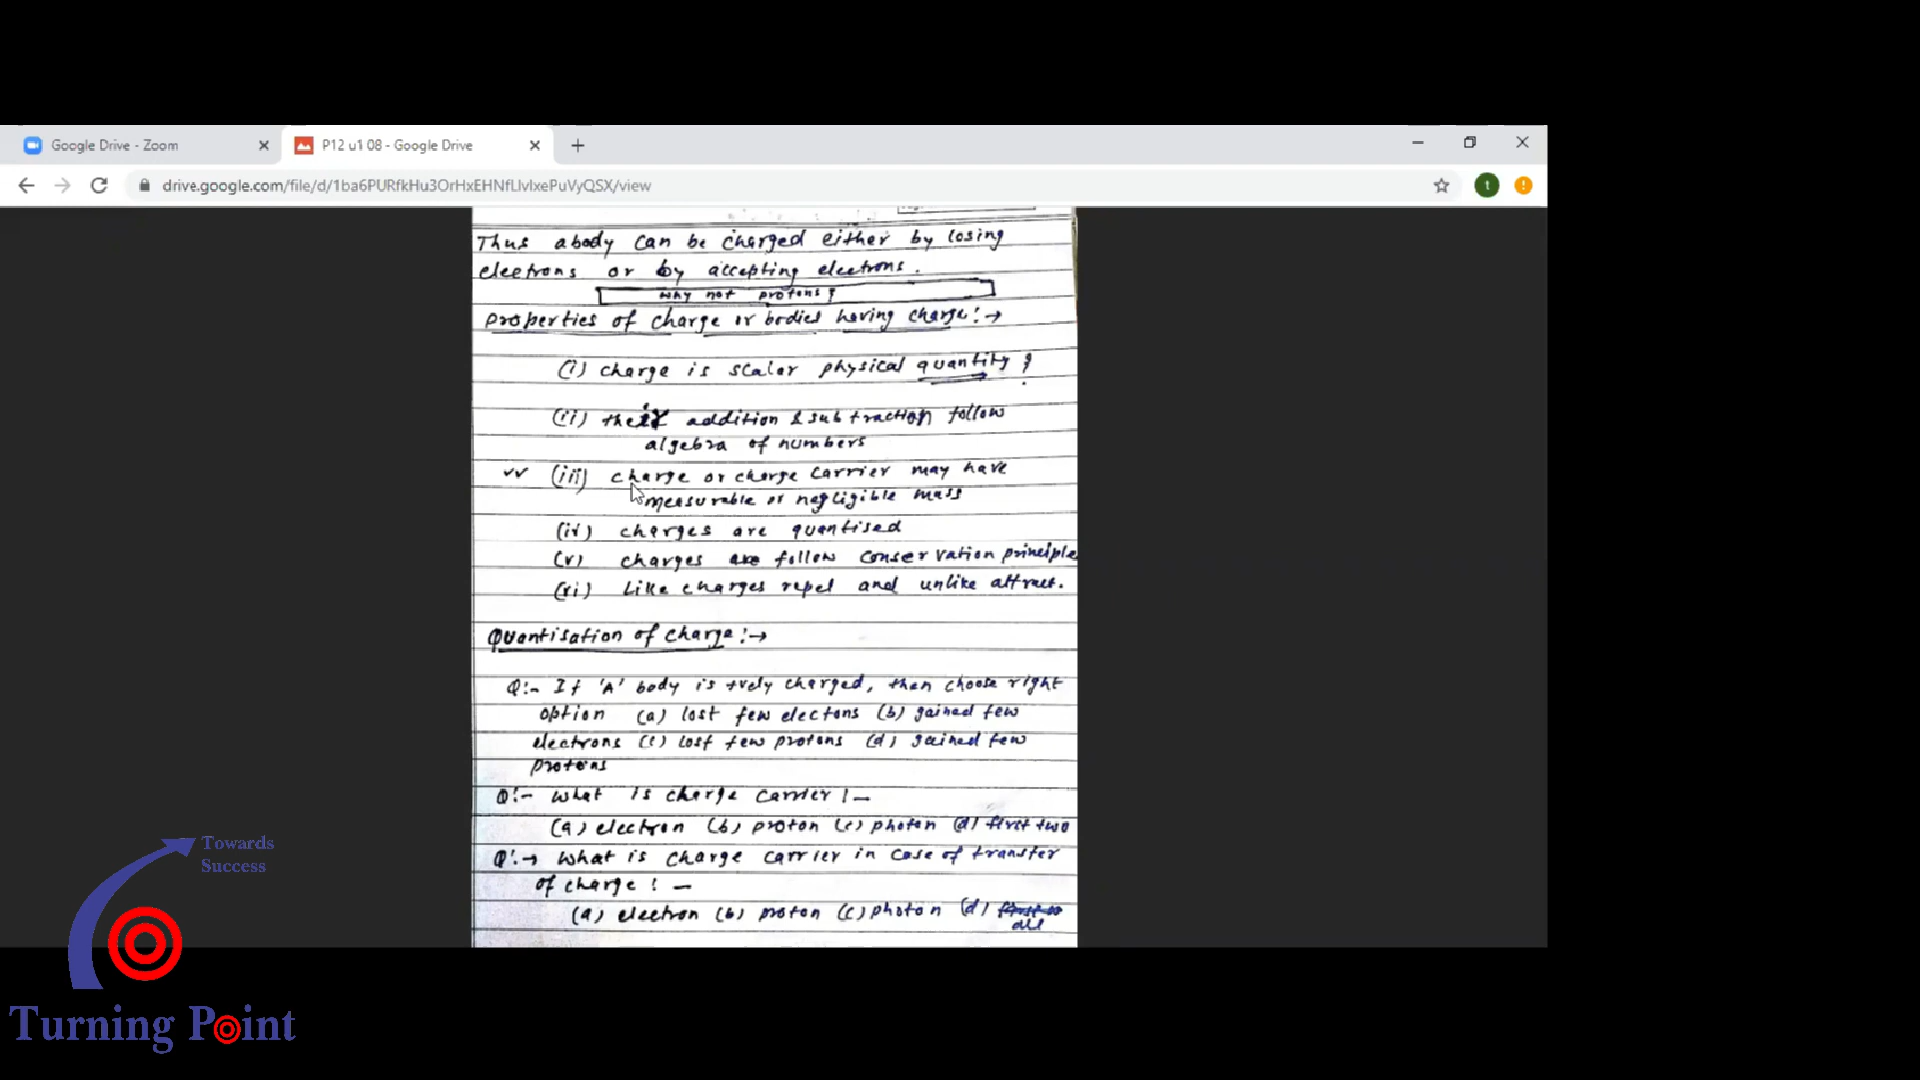 Google Drive - Zoom
P12 u1 08 - Google Drive
drive.google.com/file/d/1ba6PURfkHu3OrHxEHNfLlvlxePuVyQSX/view
t
Thus a body can be charged either by losing
electrons or by accepting electrons.
why not protons?
Properties of charge or bodies having charge:→
(i) charge is scalar physical quantity?
(ii) their addition & subtraction follow
algebra of numbers
✓✓ (iii) charge or charge carrier may have
measurable or negligible mass
(iv) charges are quantised
(v) charges are follow conservation principle
(vi) Like charges repel and unlike attract.
Quantisation of charge:→
Q:- If 'A' body is +vely charged, then choose right
option (a) lost few electons (b) gained few
electrons (c) lost few protons (d) gained few
protons
Q:- What is charge carrier! -
(a) electron (b) proton (c) photon (d) first two
Q:→ What is charge carrier in case of transfer
of charge! -
(a) electron (b) proton (c) photon (d)
all
Towards
Success
Turning Point